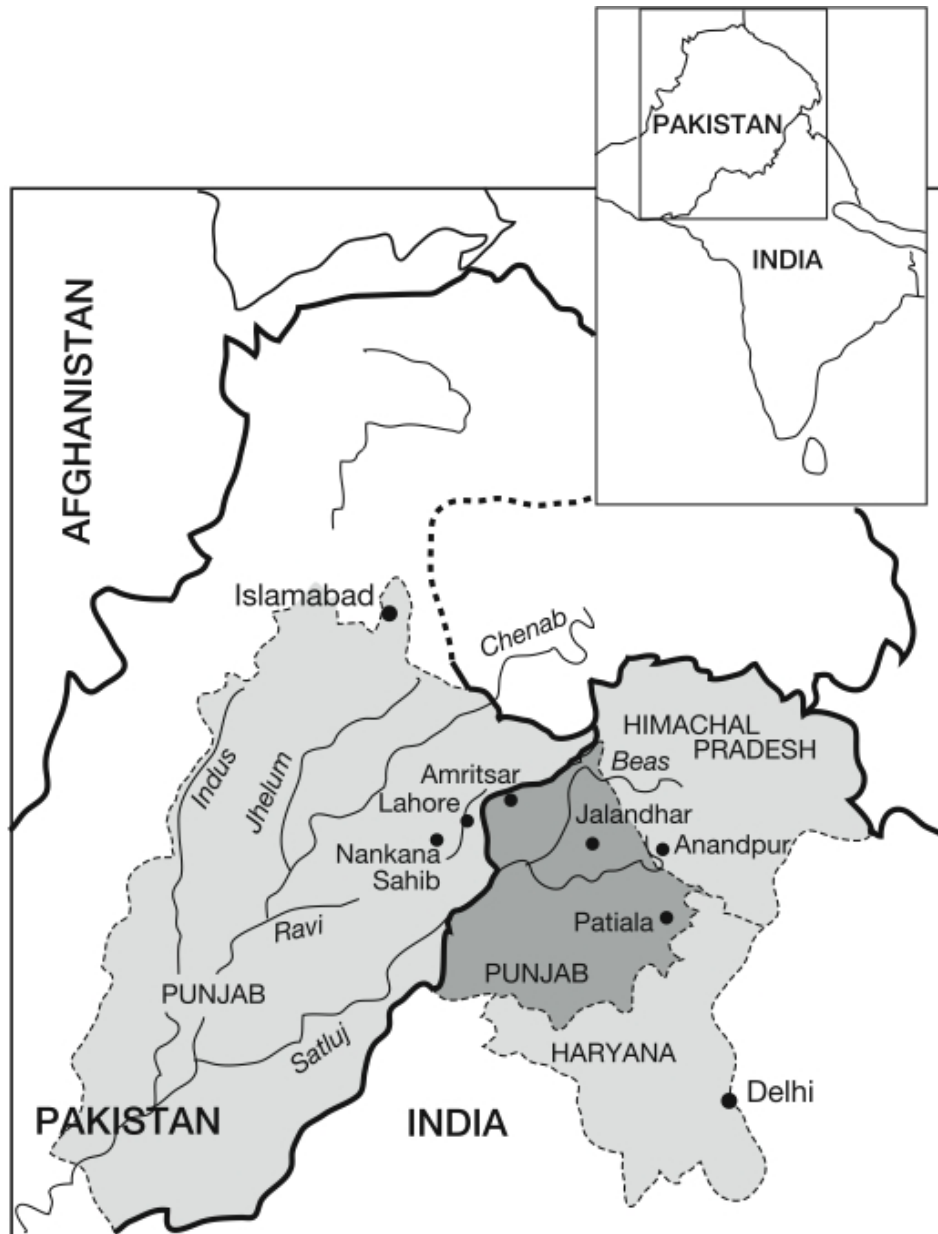 PAKISTAN
INDIA
AFGHANISTAN
Islamabad
Chenab
HIMACHAL
PRADESH
Indus
Jhelum
Amritsar
Beas
Lahore
Jalandhar
Nankana
Sahib
Anandpur
Ravi
Patiala
PUNJAB
PUNJAB
Satluj
HARYANA
Delhi
PAKISTAN
INDIA